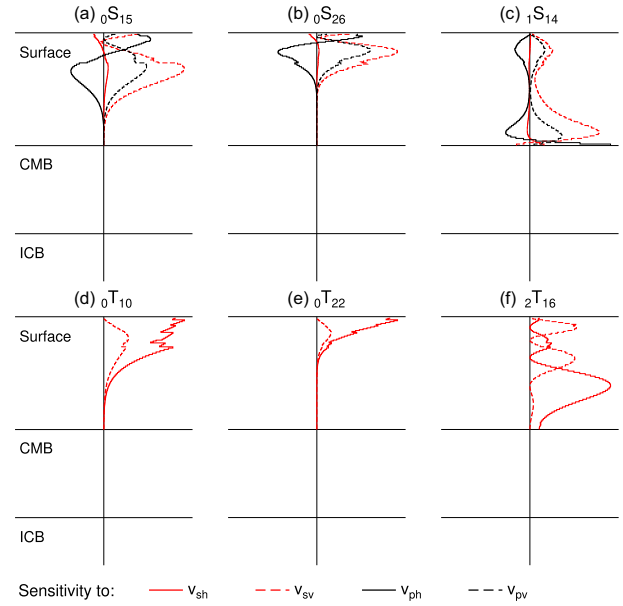 (a) ₀S₁₅ (b) ₀S₂₆ (c) ₁S₁₄
Surface
CMB
ICB
(d) ₀T₁₀ (e) ₀T₂₂ (f) ₂T₁₆
Surface
CMB
ICB
Sensitivity to: v_sh v_sv v_ph v_pv